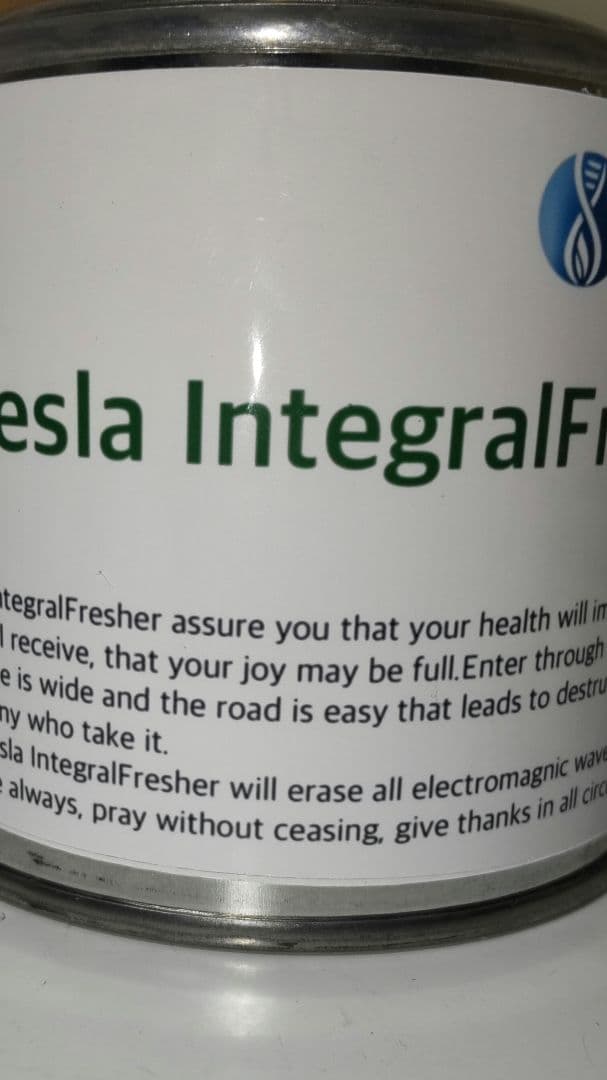 esla IntegralFr
ntegralFresher assure you that your health will im
l receive, that your joy may be full.Enter through
e is wide and the road is easy that leads to destru
ny who take it.
sla IntegralFresher will erase all electromagnic wave
e always, pray without ceasing, give thanks in all circ